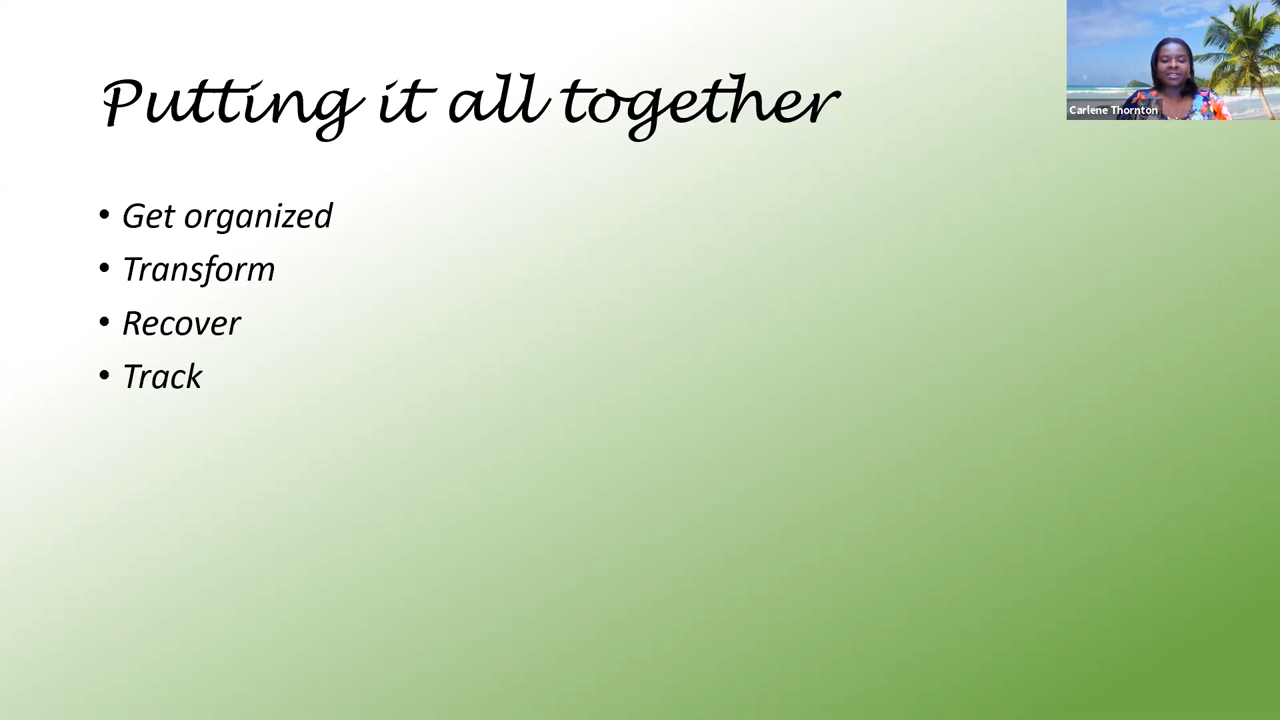 Putting it all together
Carlene Thornton
• Get organized
• Transform
• Recover
• Track